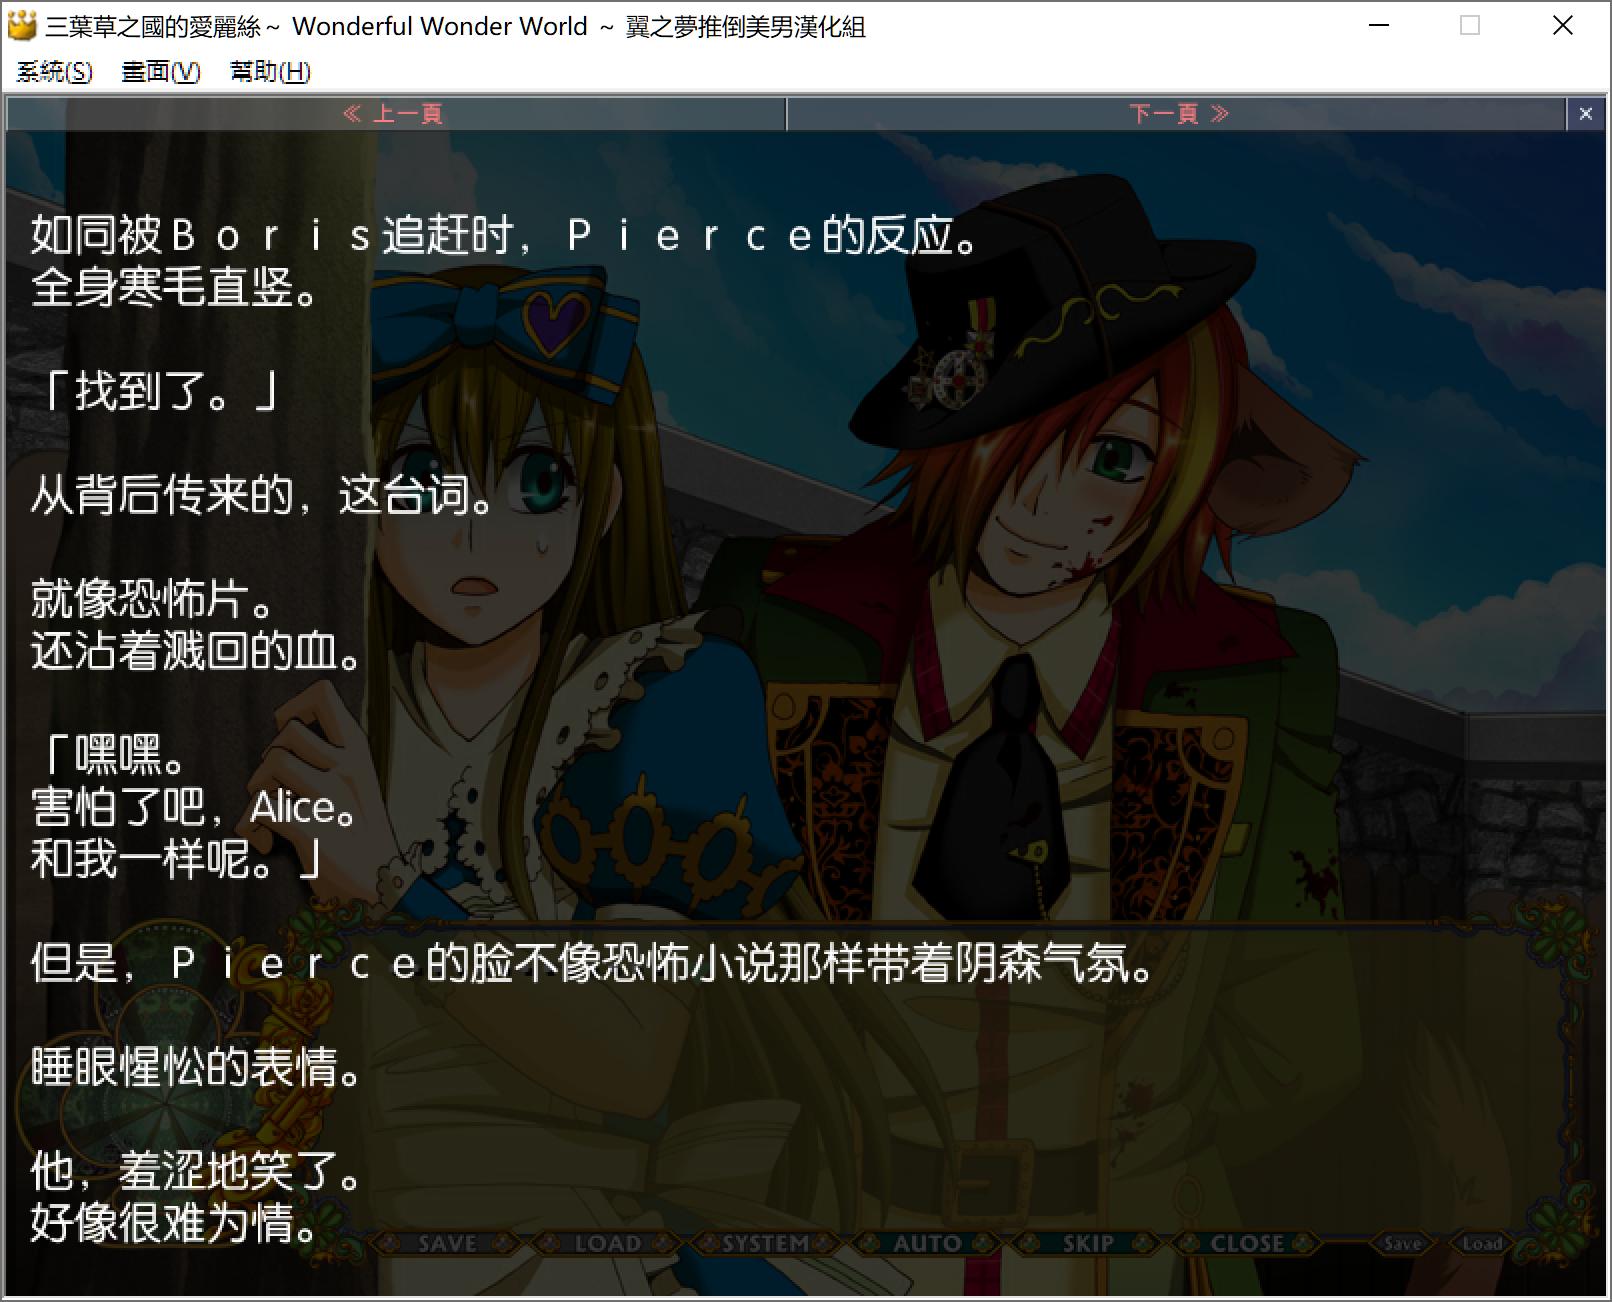 三葉草之國的愛麗絲～ Wonderful Wonder World ～ 翼之夢推倒美男漢化組
系統(S) 畫面(V) 幫助(H)
≪ 上一頁 下一頁 ≫ ×
如同被Ｂｏｒｉｓ追赶时，Ｐｉｅｒｃｅ的反应。
全身寒毛直竖。
「找到了。」
从背后传来的，这台词。
就像恐怖片。
还沾着溅回的血。
「嘿嘿。
害怕了吧，Alice。
和我一样呢。」
但是，Ｐｉｅｒｃｅ的脸不像恐怖小说那样带着阴森气氛。
睡眼惺忪的表情。
他，羞涩地笑了。
好像很难为情。
SAVE LOAD SYSTEM AUTO SKIP CLOSE Save Load